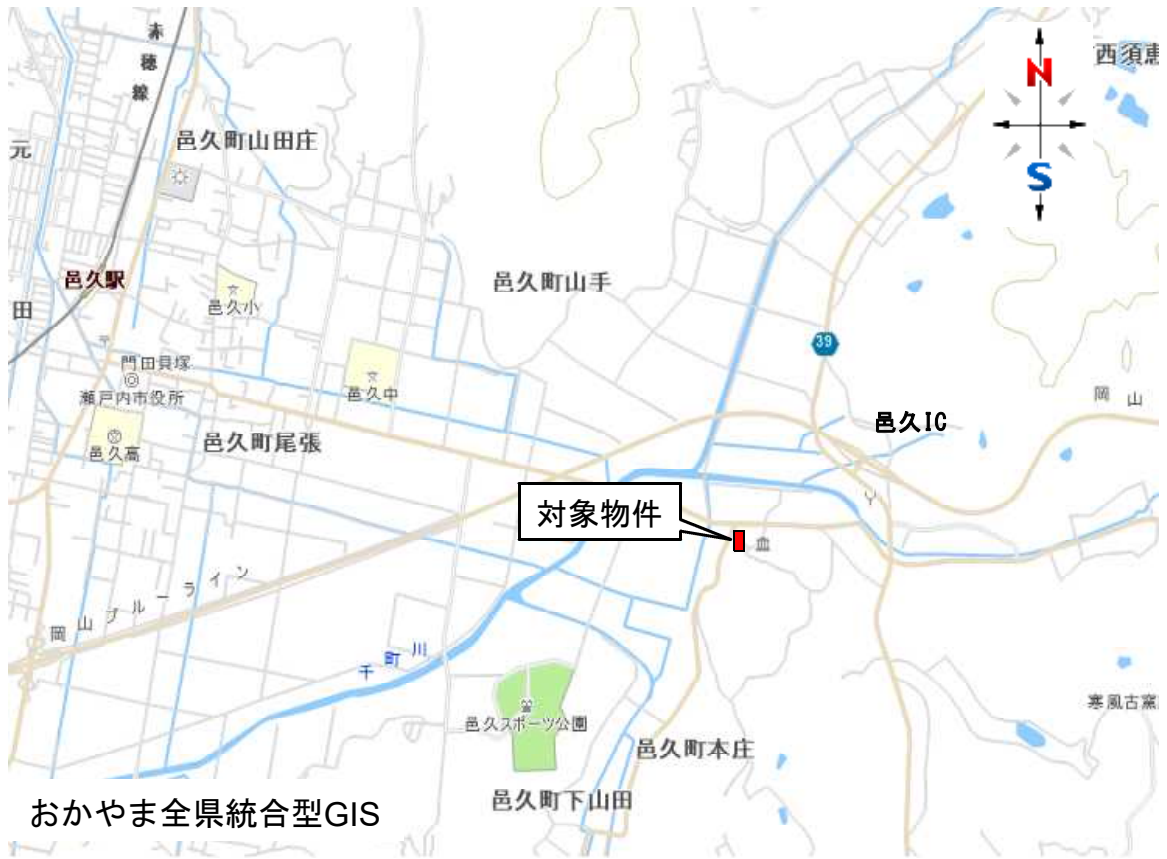 赤穂線
N
S
西須恵
元
邑久町山田庄
邑久駅
邑久小
邑久町山手
田
39
門田貝塚
瀬戸内市役所
邑久中
岡山
邑久IC
邑久高
邑久町尾張
対象物件
岡山ブルーライン
千町川
邑久スポーツ公園
寒風古窯
邑久町本庄
邑久町下山田
おかやま全県統合型GIS